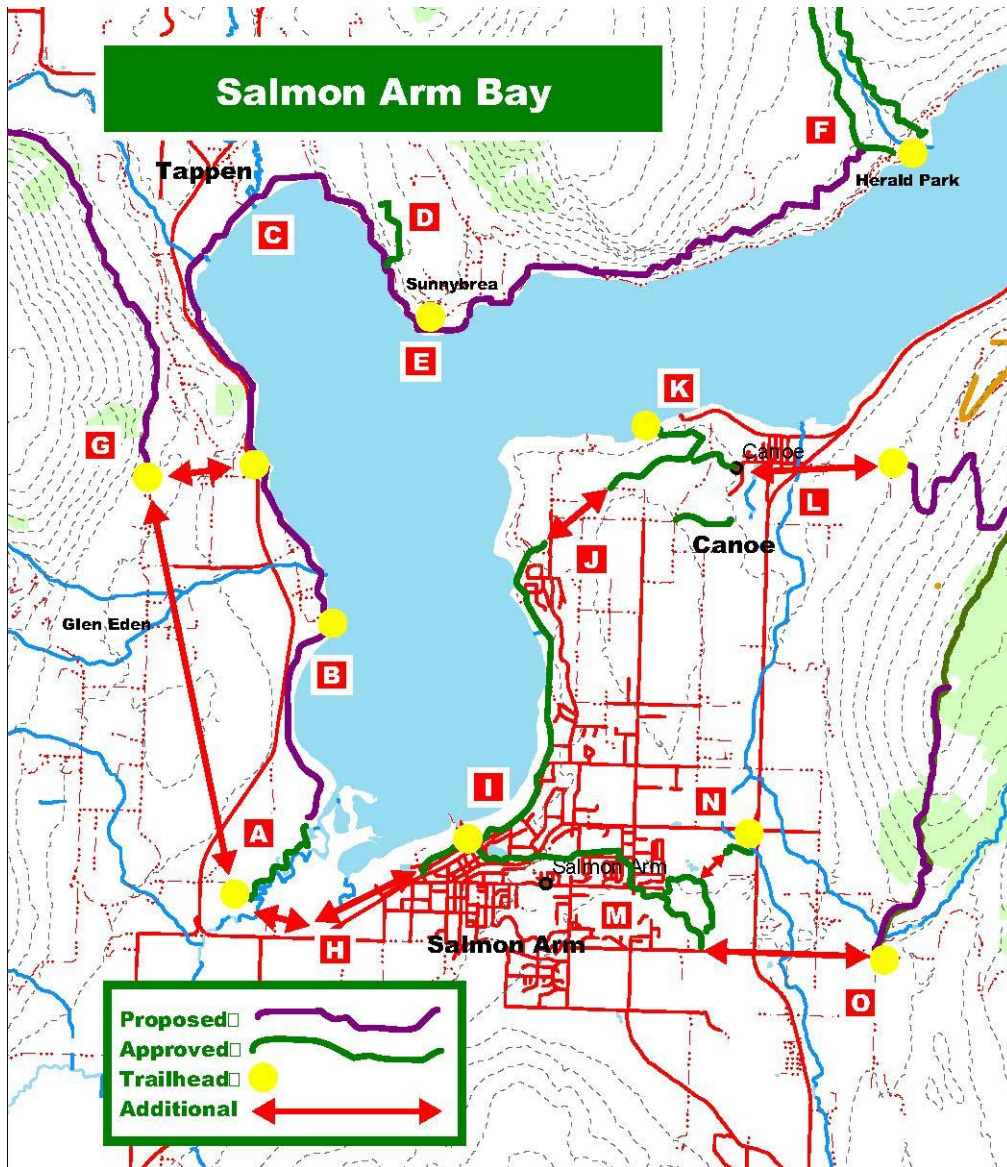 Salmon Arm Bay
F
Tappen
Herald Park
D
C
Sunnybrea
E
K
G
Canoe
L
J
Canoe
Glen Eden
B
I
N
A
Salmon Arm
M
H
Salmon Arm
O
Proposed□
Approved□
Trailhead□
Additional